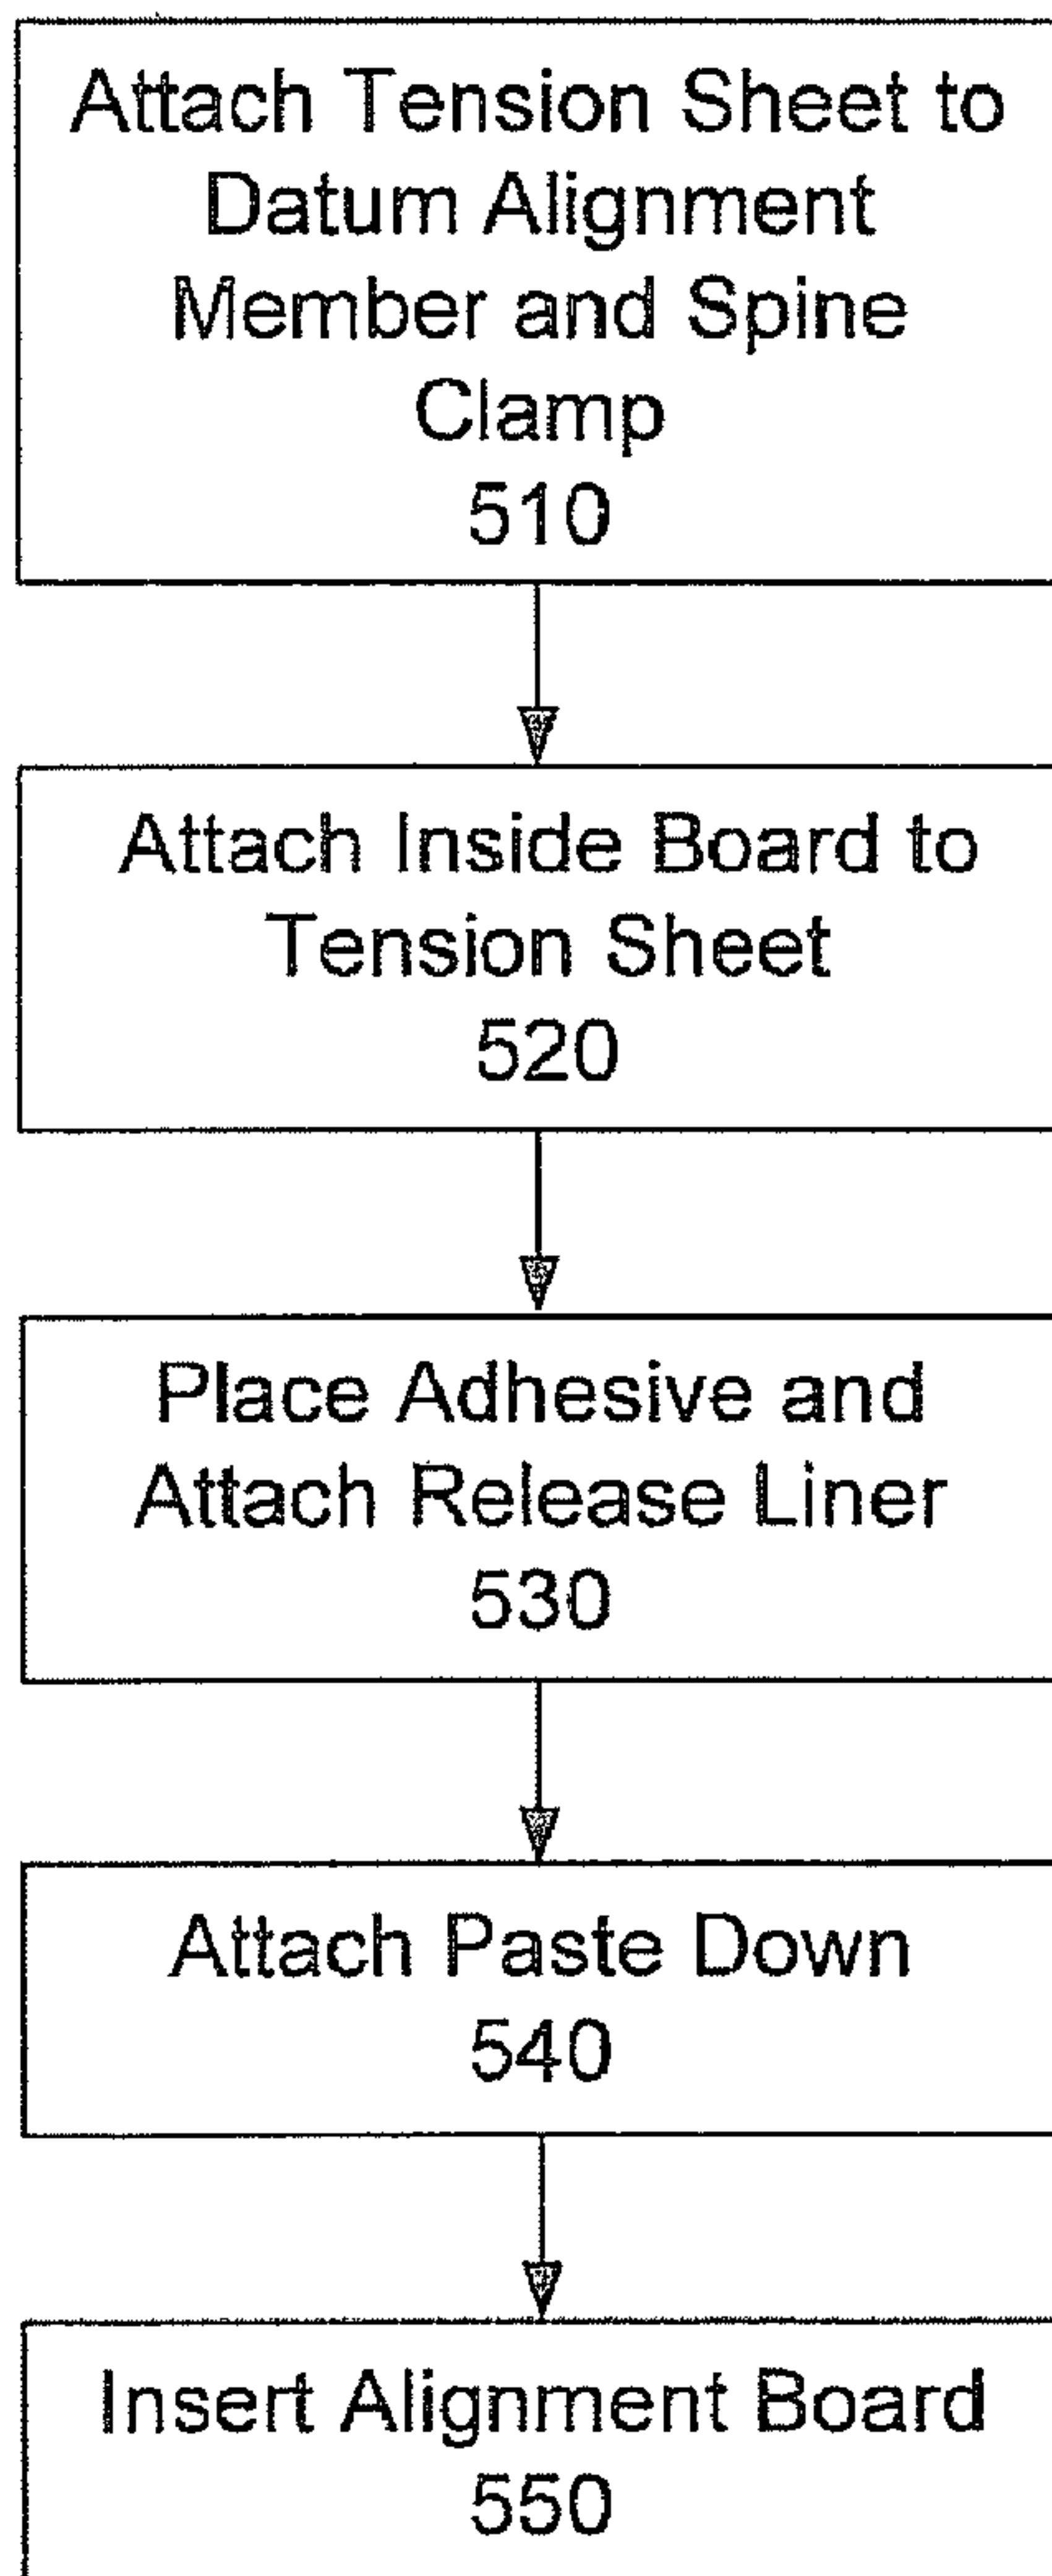 Attach Tension Sheet to
Datum Alignment
Member and Spine
Clamp
510
Attach Inside Board to
Tension Sheet
520
Place Adhesive and
Attach Release Liner
530
Attach Paste Down
540
Insert Alignment Board
550